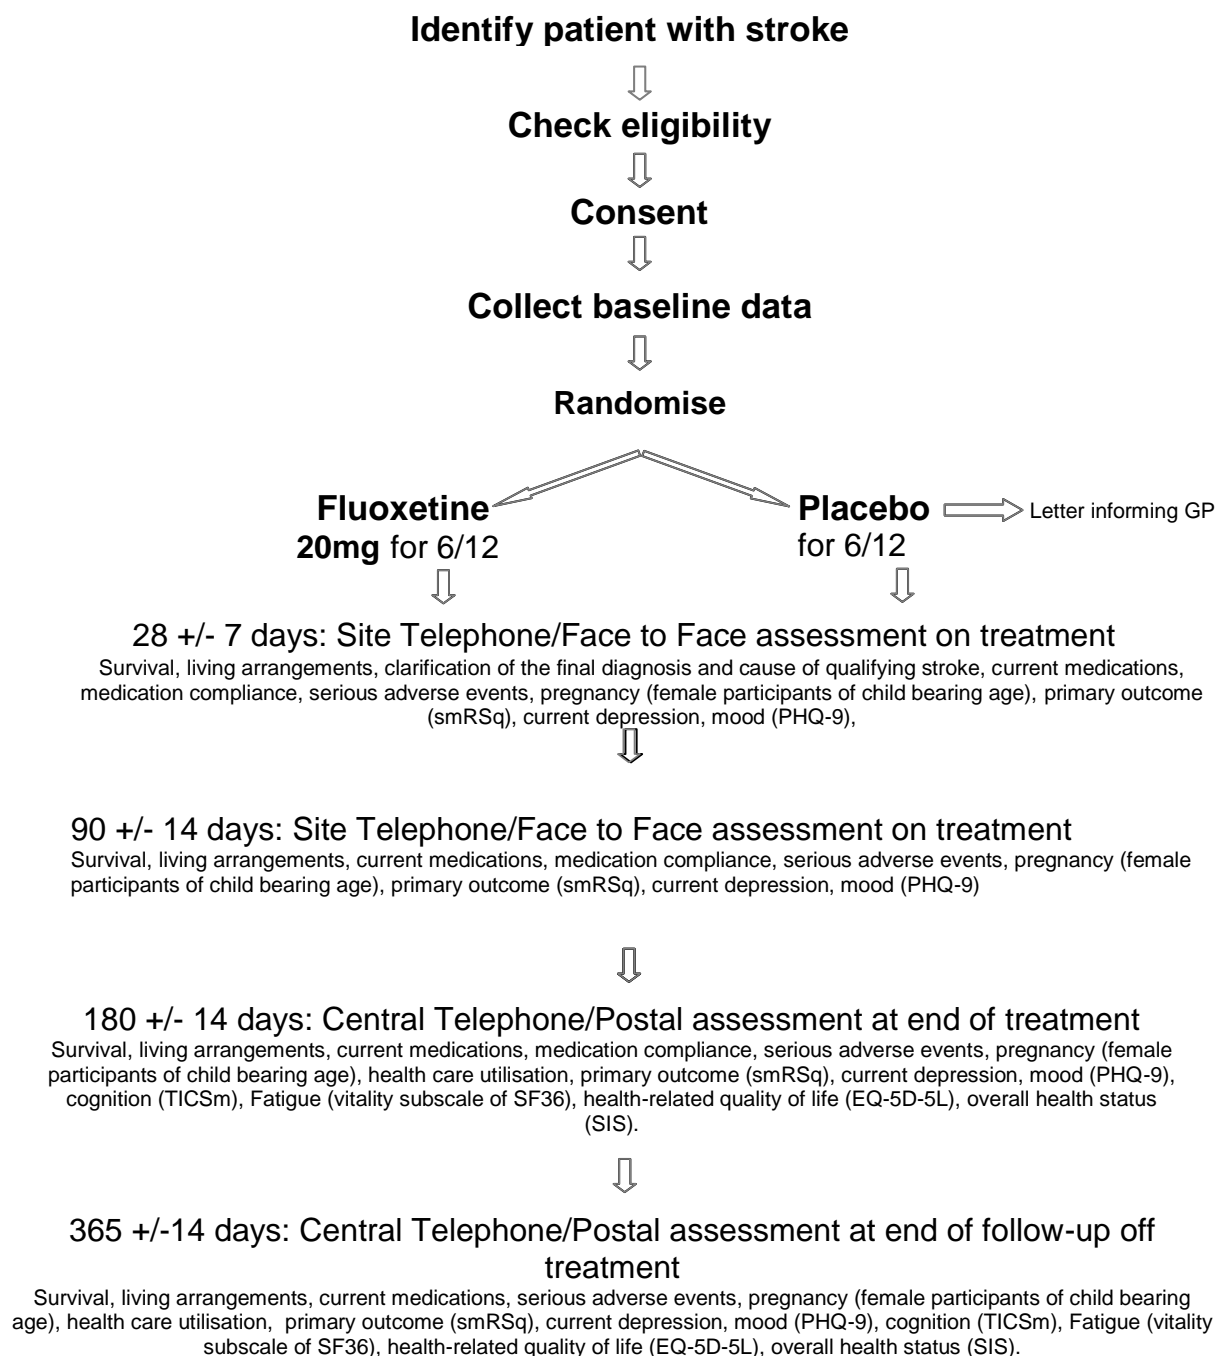 Identify patient with stroke
Check eligibility
Consent
Collect baseline data
Randomise
Fluoxetine
20mg for 6/12
Placebo
for 6/12
Letter informing GP
28 +/- 7 days: Site Telephone/Face to Face assessment on treatment
Survival, living arrangements, clarification of the final diagnosis and cause of qualifying stroke, current medications,
medication compliance, serious adverse events, pregnancy (female participants of child bearing age), primary outcome
(smRSq), current depression, mood (PHQ-9),
90 +/- 14 days: Site Telephone/Face to Face assessment on treatment
Survival, living arrangements, current medications, medication compliance, serious adverse events, pregnancy (female
participants of child bearing age), primary outcome (smRSq), current depression, mood (PHQ-9)
180 +/- 14 days: Central Telephone/Postal assessment at end of treatment
Survival, living arrangements, current medications, medication compliance, serious adverse events, pregnancy (female
participants of child bearing age), health care utilisation, primary outcome (smRSq), current depression, mood (PHQ-9),
cognition (TICSm), Fatigue (vitality subscale of SF36), health-related quality of life (EQ-5D-5L), overall health status
(SIS).
365 +/-14 days: Central Telephone/Postal assessment at end of follow-up off
treatment
Survival, living arrangements, current medications, serious adverse events, pregnancy (female participants of child bearing
age), health care utilisation, primary outcome (smRSq), current depression, mood (PHQ-9), cognition (TICSm), Fatigue (vitality
subscale of SF36), health-related quality of life (EQ-5D-5L), overall health status (SIS).